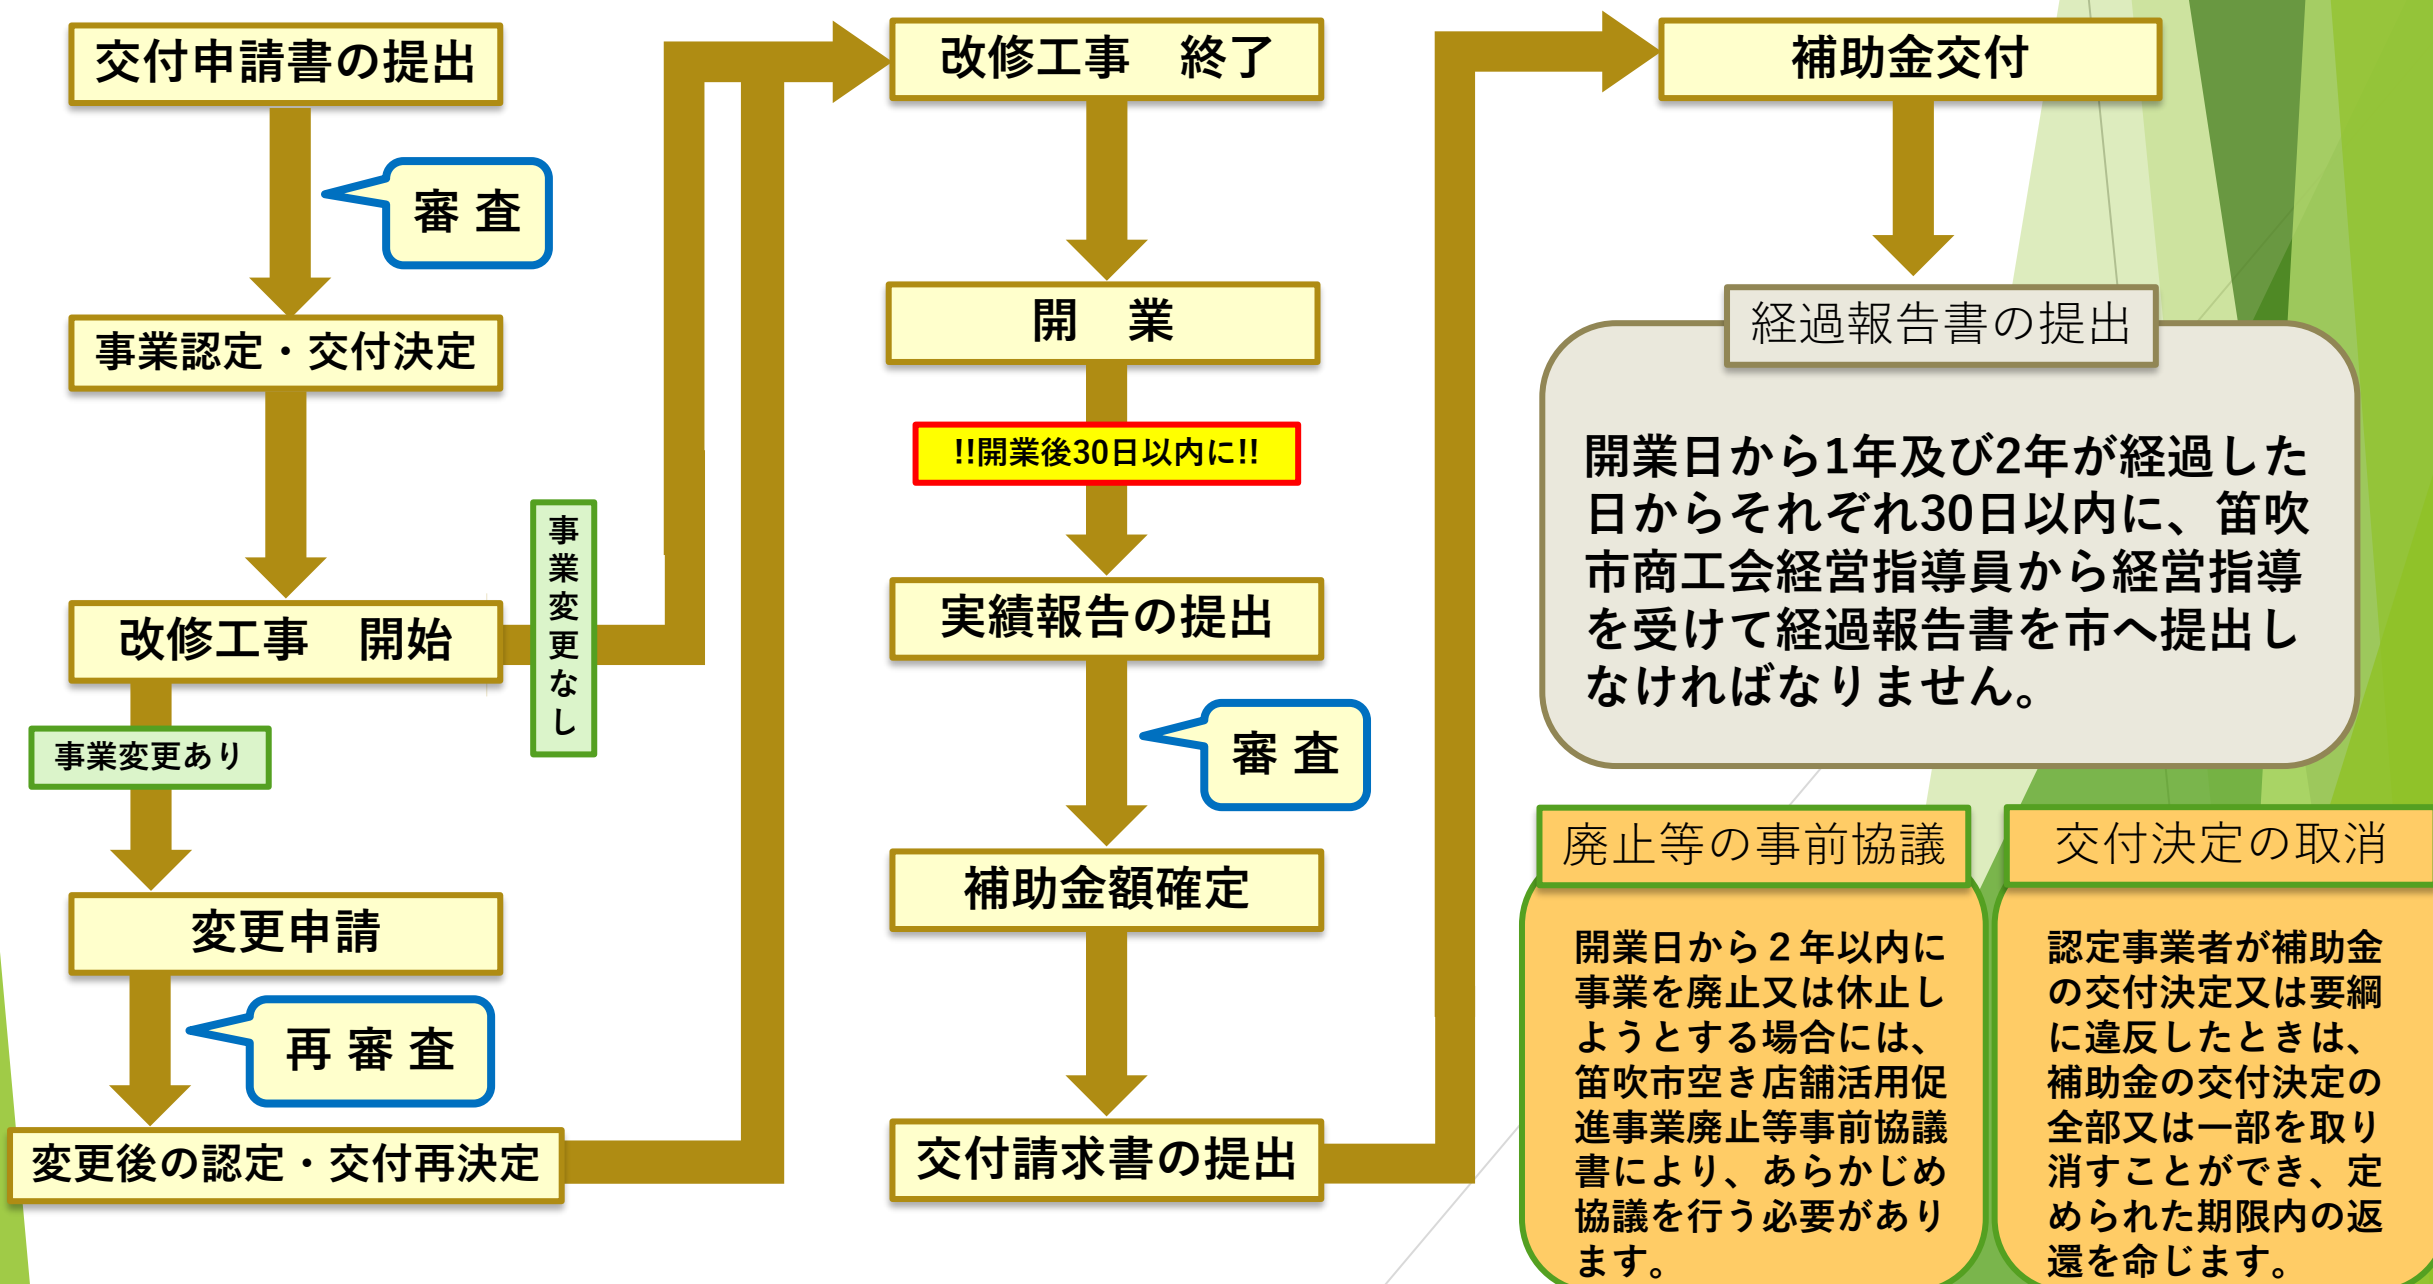 交付申請書の提出
審 査
事業認定・交付決定
改修工事　開始
事業変更なし
事業変更あり
変更申請
再 審 査
変更後の認定・交付再決定
改修工事　終了
開　業
!!開業後30日以内に!!
実績報告の提出
審 査
補助金額確定
交付請求書の提出
補助金交付
経過報告書の提出
開業日から1年及び2年が経過した
日からそれぞれ30日以内に、笛吹
市商工会経営指導員から経営指導
を受けて経過報告書を市へ提出し
なければなりません。
廃止等の事前協議
開業日から２年以内に
事業を廃止又は休止し
ようとする場合には、
笛吹市空き店舗活用促
進事業廃止等事前協議
書により、あらかじめ
協議を行う必要があり
ます。
交付決定の取消
認定事業者が補助金
の交付決定又は要綱
に違反したときは、
補助金の交付決定の
全部又は一部を取り
消すことができ、定
められた期限内の返
還を命じます。